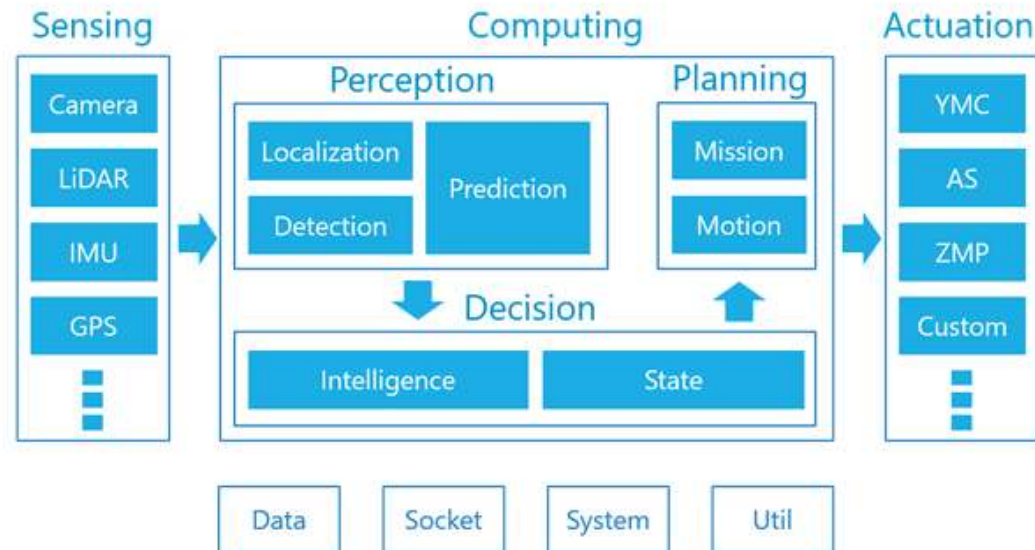 Sensing
Computing
Actuation
Camera
LiDAR
IMU
GPS
Perception
Localization
Detection
Prediction
Planning
Mission
Motion
Decision
Intelligence
State
YMC
AS
ZMP
Custom
Data
Socket
System
Util